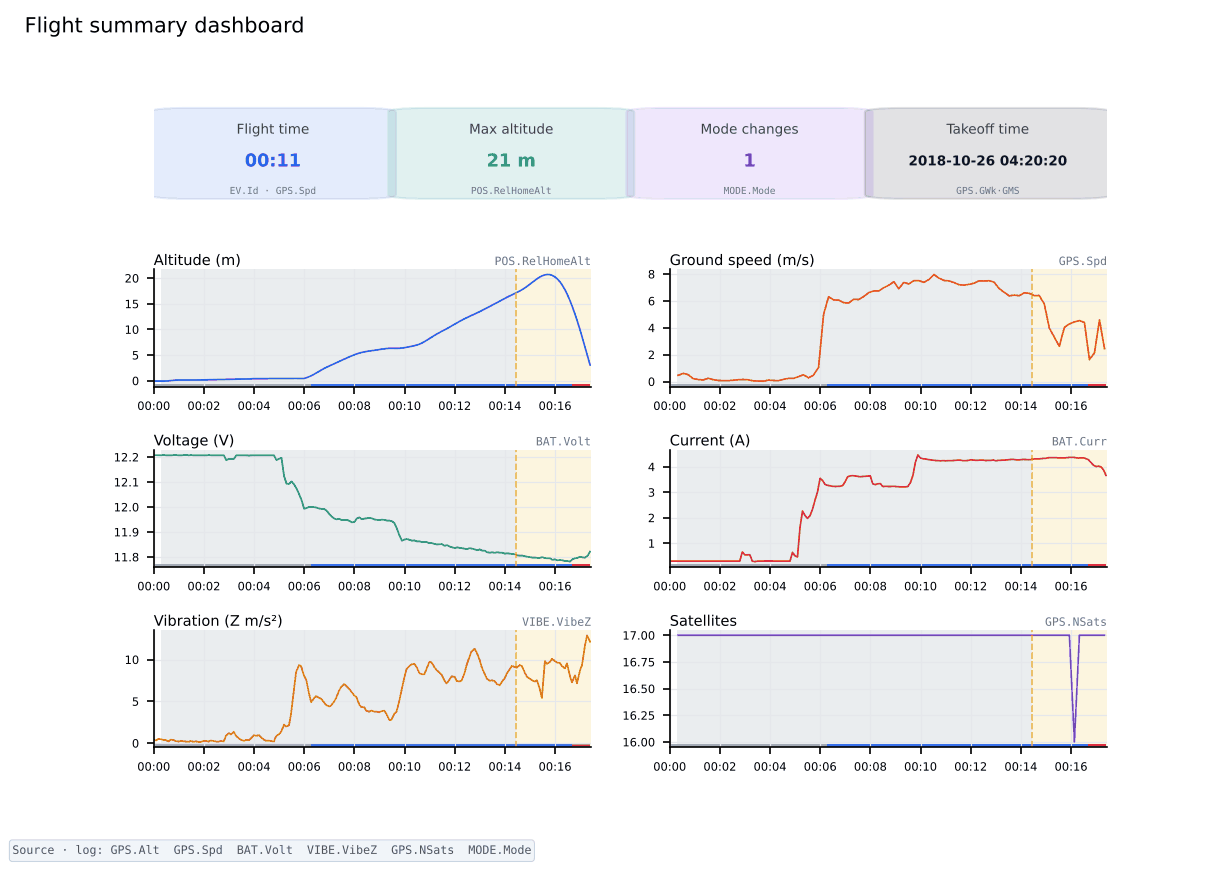 Flight summary dashboard
Flight time
00:11
EV.Id · GPS.Spd
Max altitude
21 m
POS.RelHomeAlt
Mode changes
1
MODE.Mode
Takeoff time
2018-10-26 04:20:20
GPS.GWk·GMS
Altitude (m) POS.RelHomeAlt
20
15
10
5
0
00:00 00:02 00:04 00:06 00:08 00:10 00:12 00:14 00:16
Ground speed (m/s) GPS.Spd
8
6
4
2
0
00:00 00:02 00:04 00:06 00:08 00:10 00:12 00:14 00:16
Voltage (V) BAT.Volt
12.2
12.1
12.0
11.9
11.8
00:00 00:02 00:04 00:06 00:08 00:10 00:12 00:14 00:16
Current (A) BAT.Curr
4
3
2
1
00:00 00:02 00:04 00:06 00:08 00:10 00:12 00:14 00:16
Vibration (Z m/s²) VIBE.VibeZ
10
5
0
00:00 00:02 00:04 00:06 00:08 00:10 00:12 00:14 00:16
Satellites GPS.NSats
17.00
16.75
16.50
16.25
16.00
00:00 00:02 00:04 00:06 00:08 00:10 00:12 00:14 00:16
Source · log: GPS.Alt GPS.Spd BAT.Volt VIBE.VibeZ GPS.NSats MODE.Mode